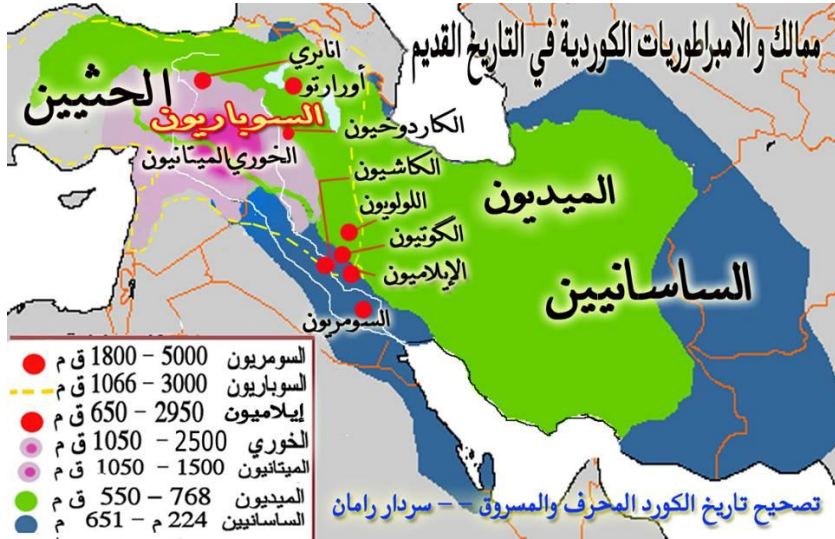 ممالك و الامبراطوريات الكوردية في التاريخ القديم
انايري
أورارتو
الحثيين
السوباريون
الكاردوخيون
الخوري الميتانيون
الكاشيون
اللولويون
الگوتيون
الإيلاميون
السومريون
الميديون
الساسانيين
السومريون 5000 - 1800 ق م
السوباريون 3000 - 1066 ق م
إيلاميون 2950 - 650 ق م
الخوري 2500 - 1050 ق م
الميتانيون 1500 - 1050 ق م
الميديون 768 - 550 ق م
الساسانيين 224 م - 651 م
تصحيح تاريخ الكورد المحرف والمسروق - - سردار رامان